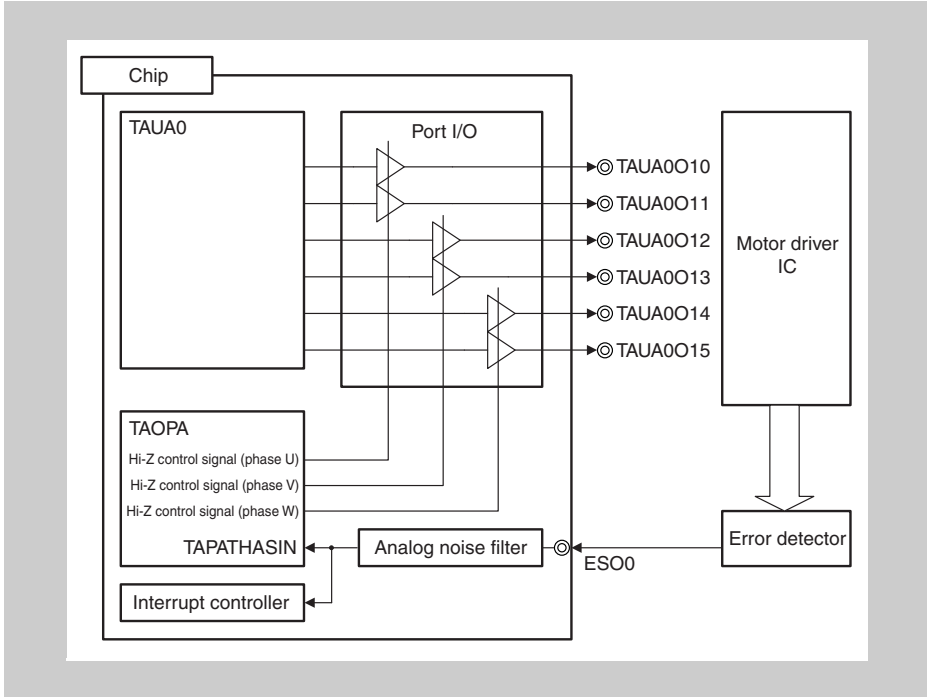 Chip
TAUA0
Port I/O
TAUA0O10
TAUA0O11
TAUA0O12
TAUA0O13
TAUA0O14
TAUA0O15
Motor driver
IC
TAOPA
Hi-Z control signal (phase U)
Hi-Z control signal (phase V)
Hi-Z control signal (phase W)
TAPATHASIN
Analog noise filter
ESO0
Error detector
Interrupt controller